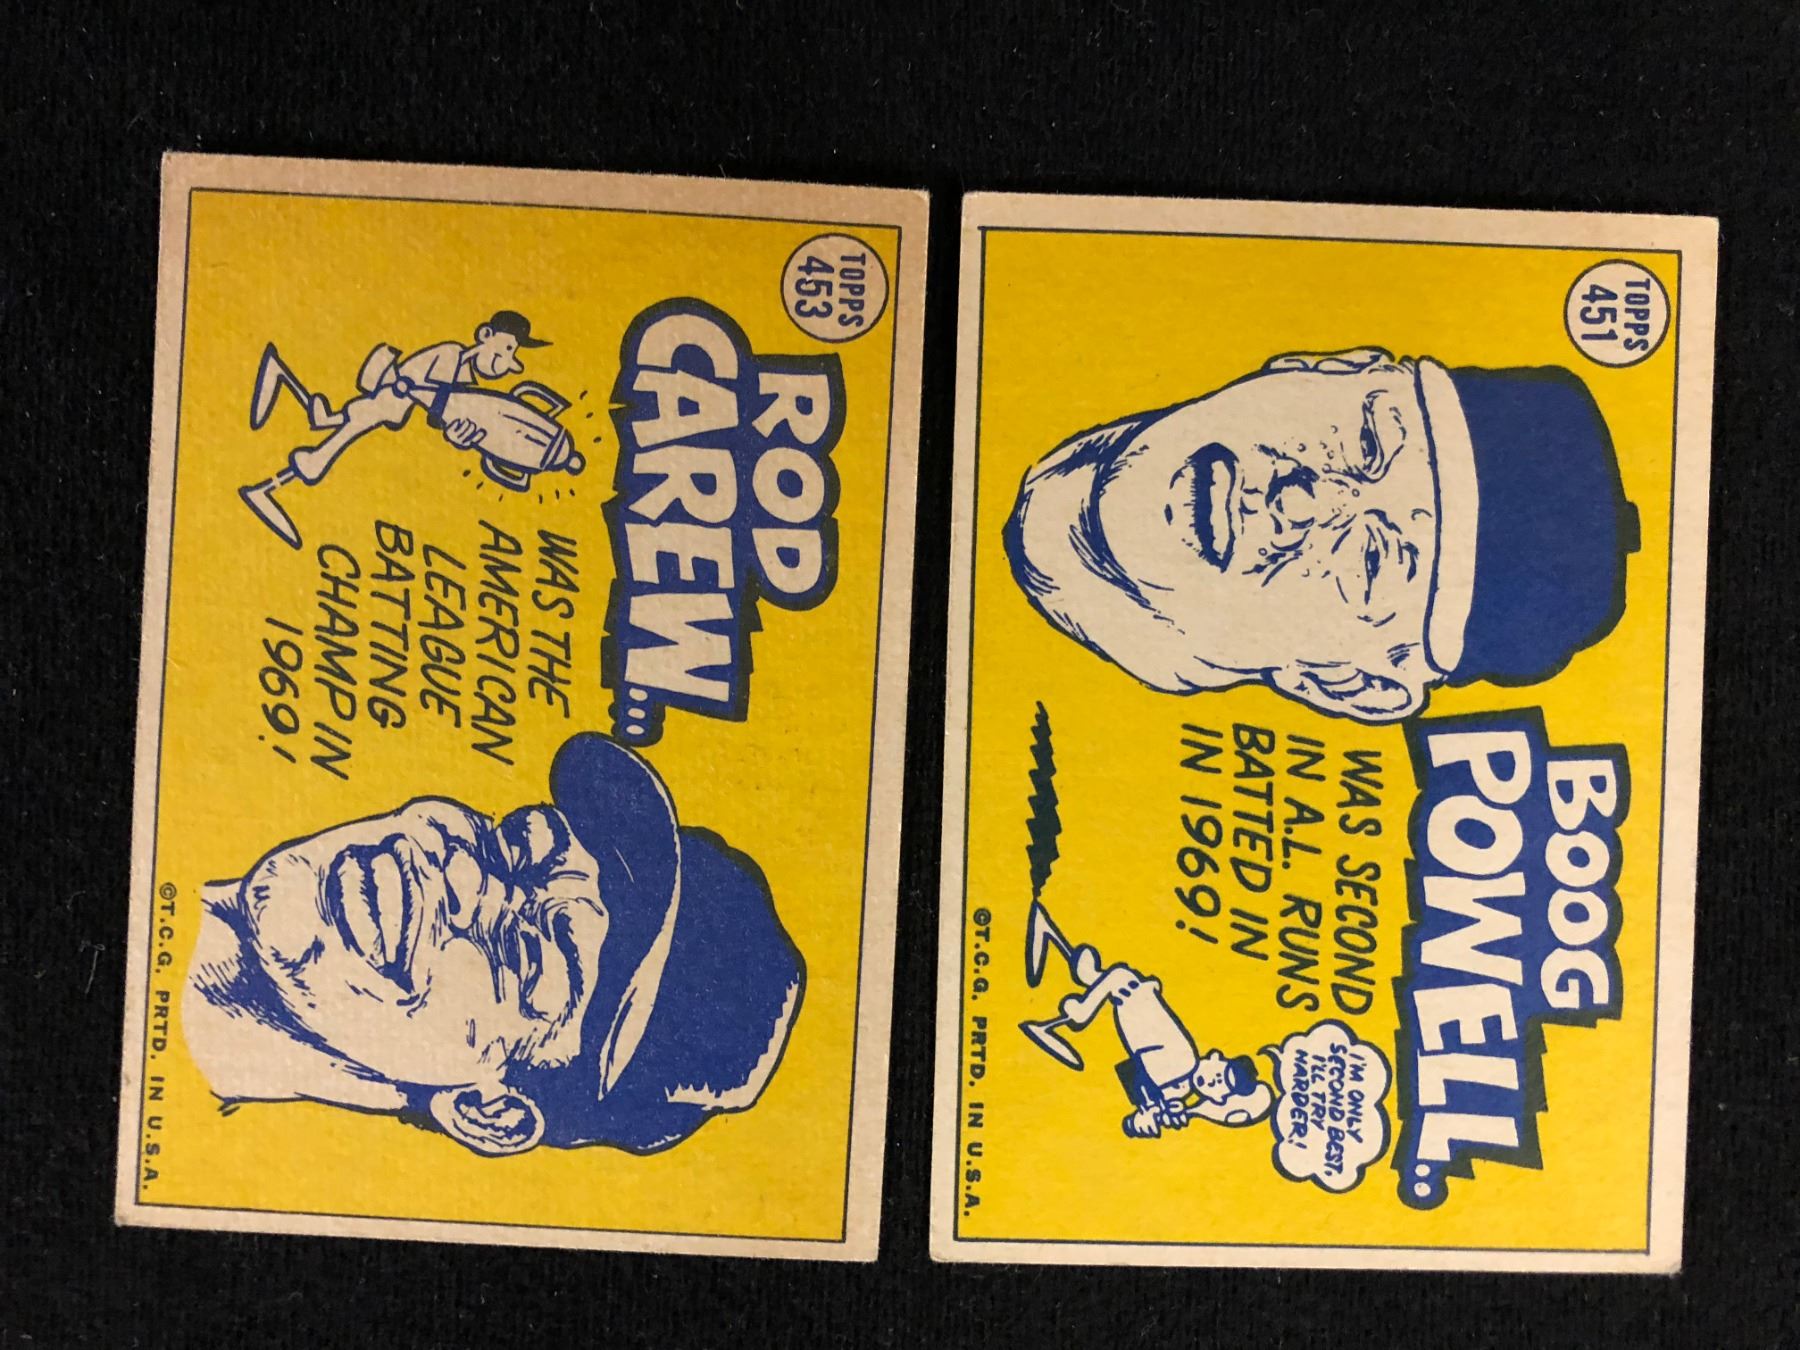 TOPPS
453
ROD
CAREW...
WAS THE
AMERICAN
LEAGUE
BATTING
CHAMP IN
1969!
©T.C.G. PRTD. IN U.S.A.
TOPPS
451
BOOG
POWELL...
WAS SECOND
IN A.L. RUNS
BATTED IN
IN 1969!
I'M ONLY
SECOND BEST.
I'LL TRY
HARDER!
©T.C.G. PRTD. IN U.S.A.